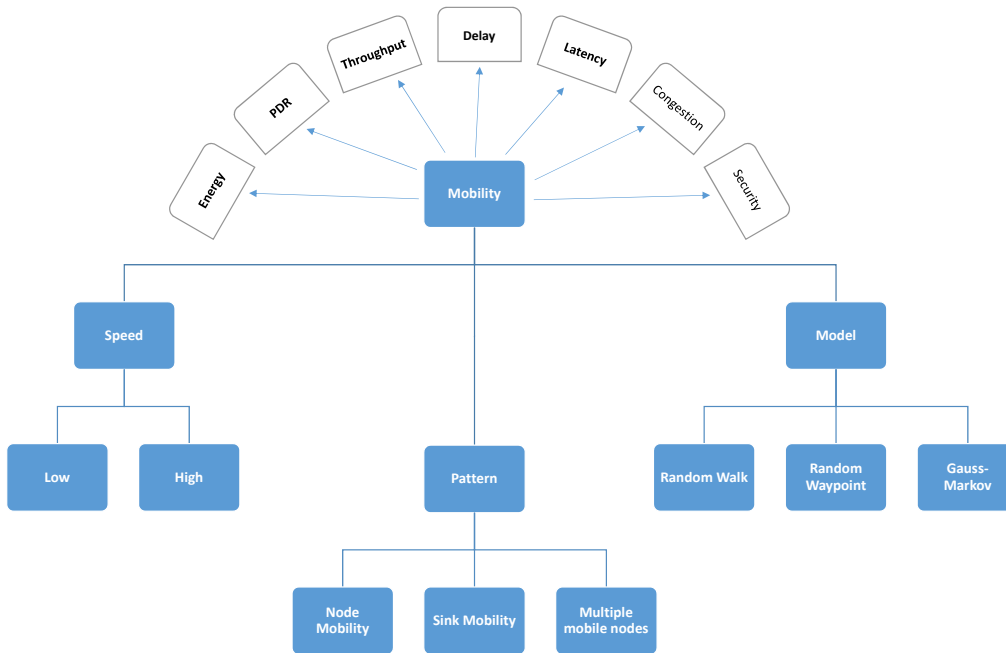 Energy
PDR
Throughput
Delay
Latency
Congestion
Security
Mobility
Speed
Model
Low
High
Pattern
Random Walk
Random
Waypoint
Gauss-
Markov
Node
Mobility
Sink Mobility
Multiple
mobile nodes